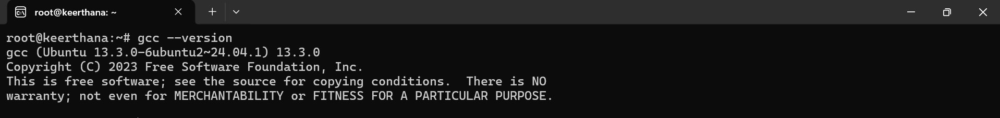 root@keerthana: ~
root@keerthana:~# gcc --version
gcc (Ubuntu 13.3.0-6ubuntu2~24.04.1) 13.3.0
Copyright (C) 2023 Free Software Foundation, Inc.
This is free software; see the source for copying conditions.  There is NO
warranty; not even for MERCHANTABILITY or FITNESS FOR A PARTICULAR PURPOSE.